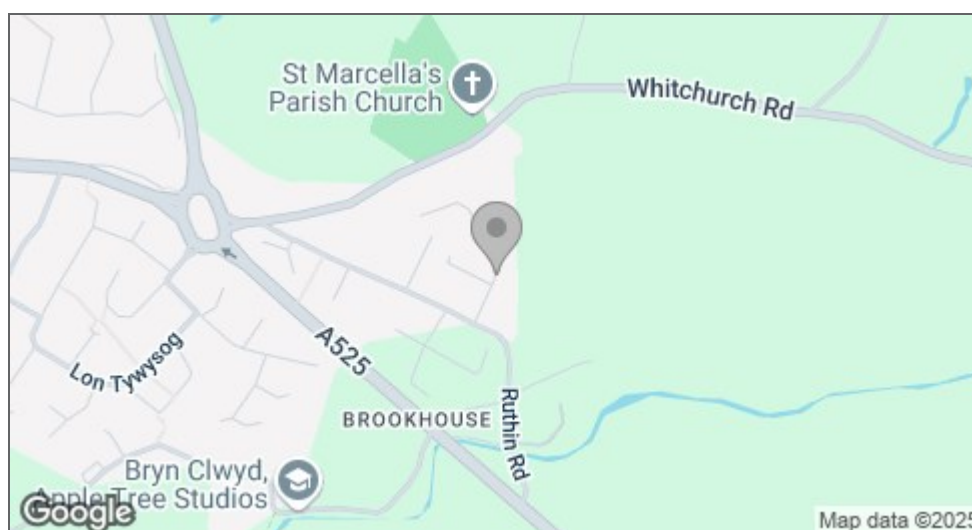 St Marcella's
Parish Church
Whitchurch Rd
A525
Lon Tywysog
BROOKHOUSE
Ruthin Rd
Bryn Clwyd,
Apple Tree Studios
Google
Map data ©2025